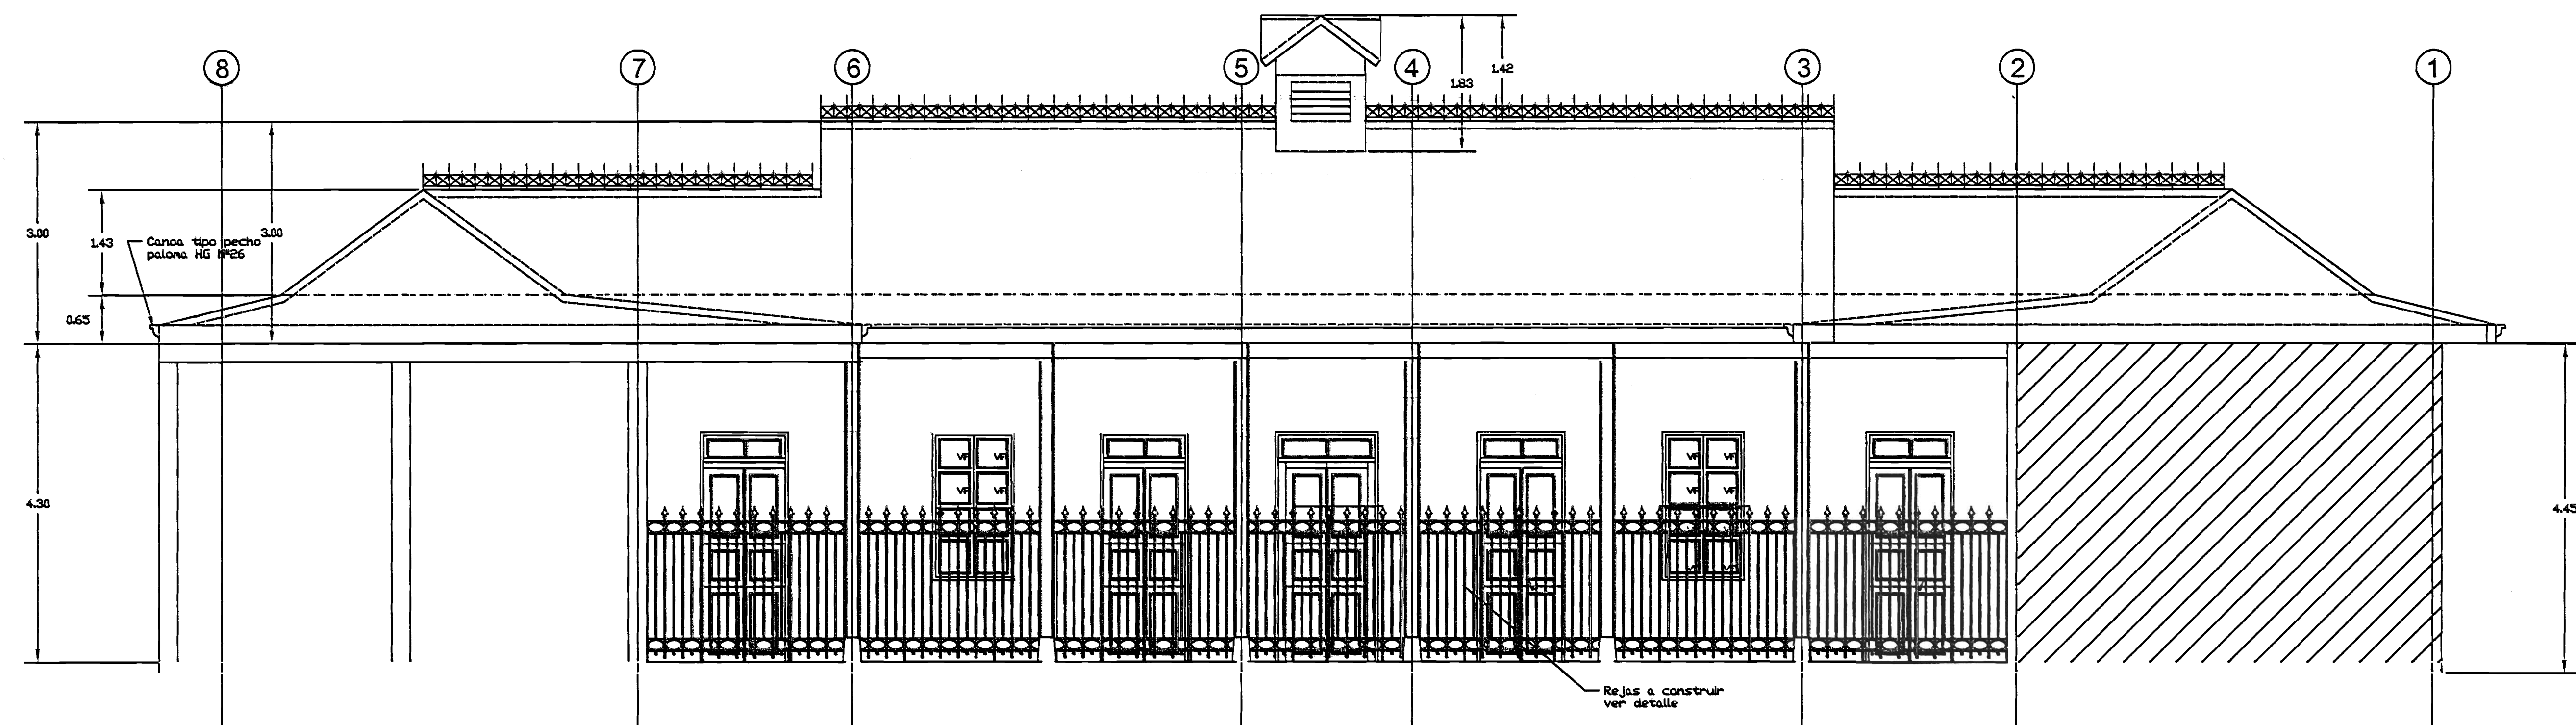 8
7
6
5
4
3
2
1
1.83
1.42
3.00
1.43
Canoa tipo pecho
paloma HG Nº26
3.00
0.65
4.30
4.45
VF VF
VF VF
VF VF
VF VF
Rejas a construir
ver detalle